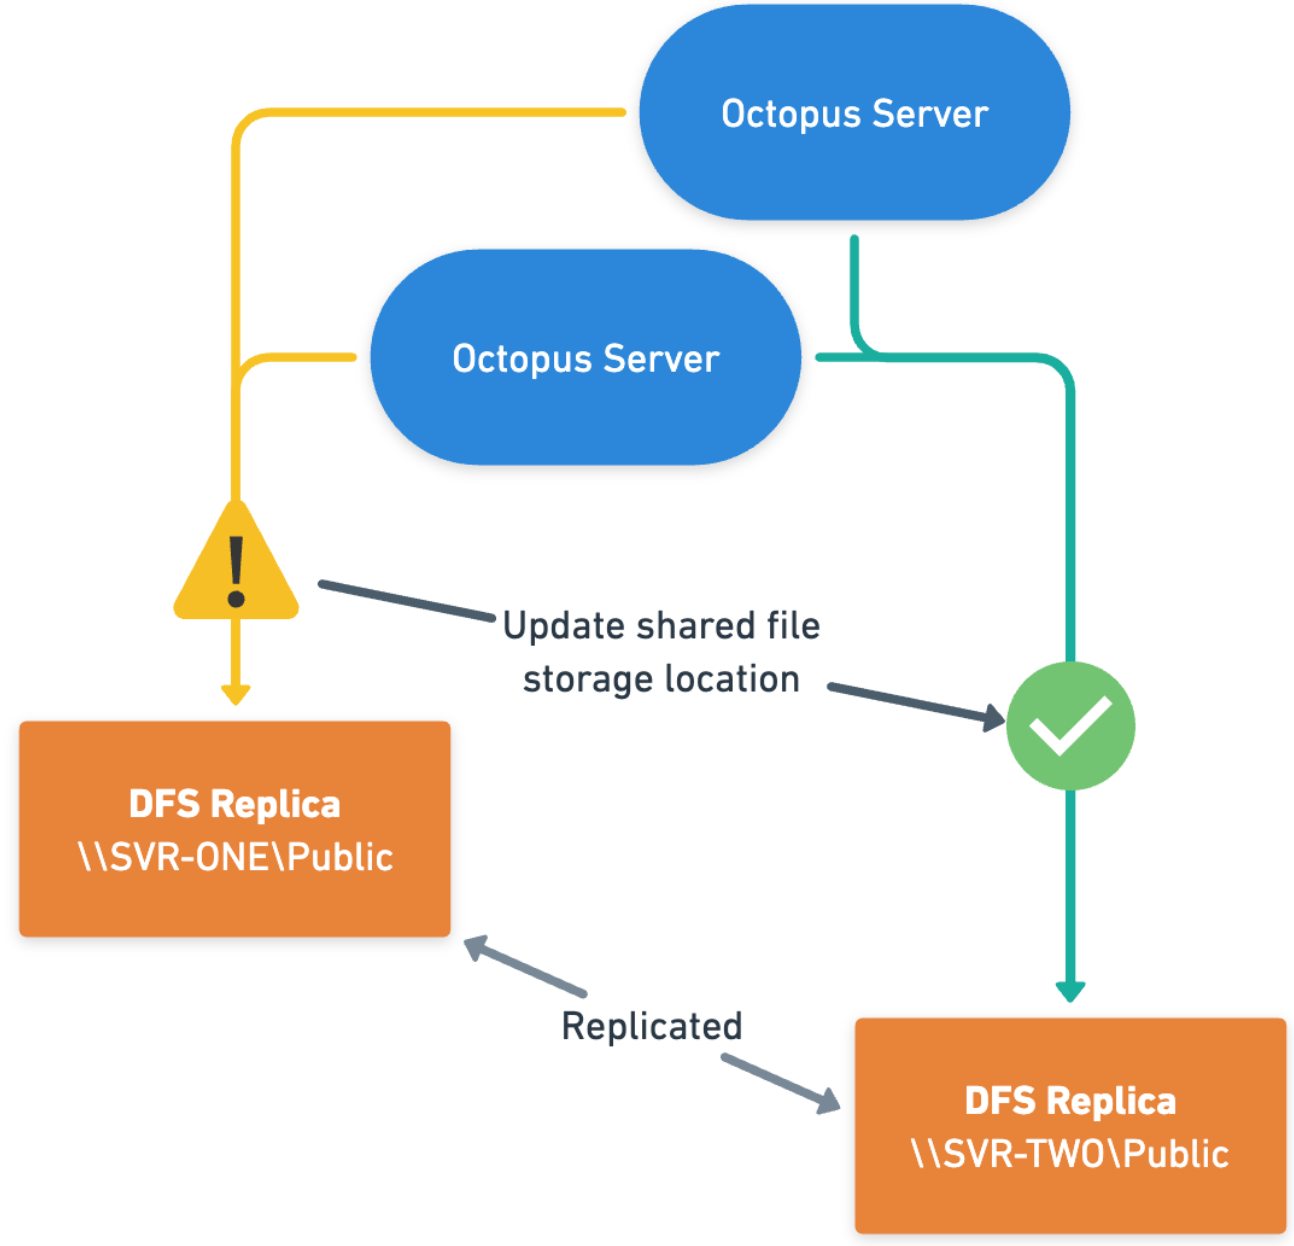 Octopus Server
Octopus Server
!
Update shared file
storage location
DFS Replica
\\SVR-ONE\Public
Replicated
DFS Replica
\\SVR-TWO\Public